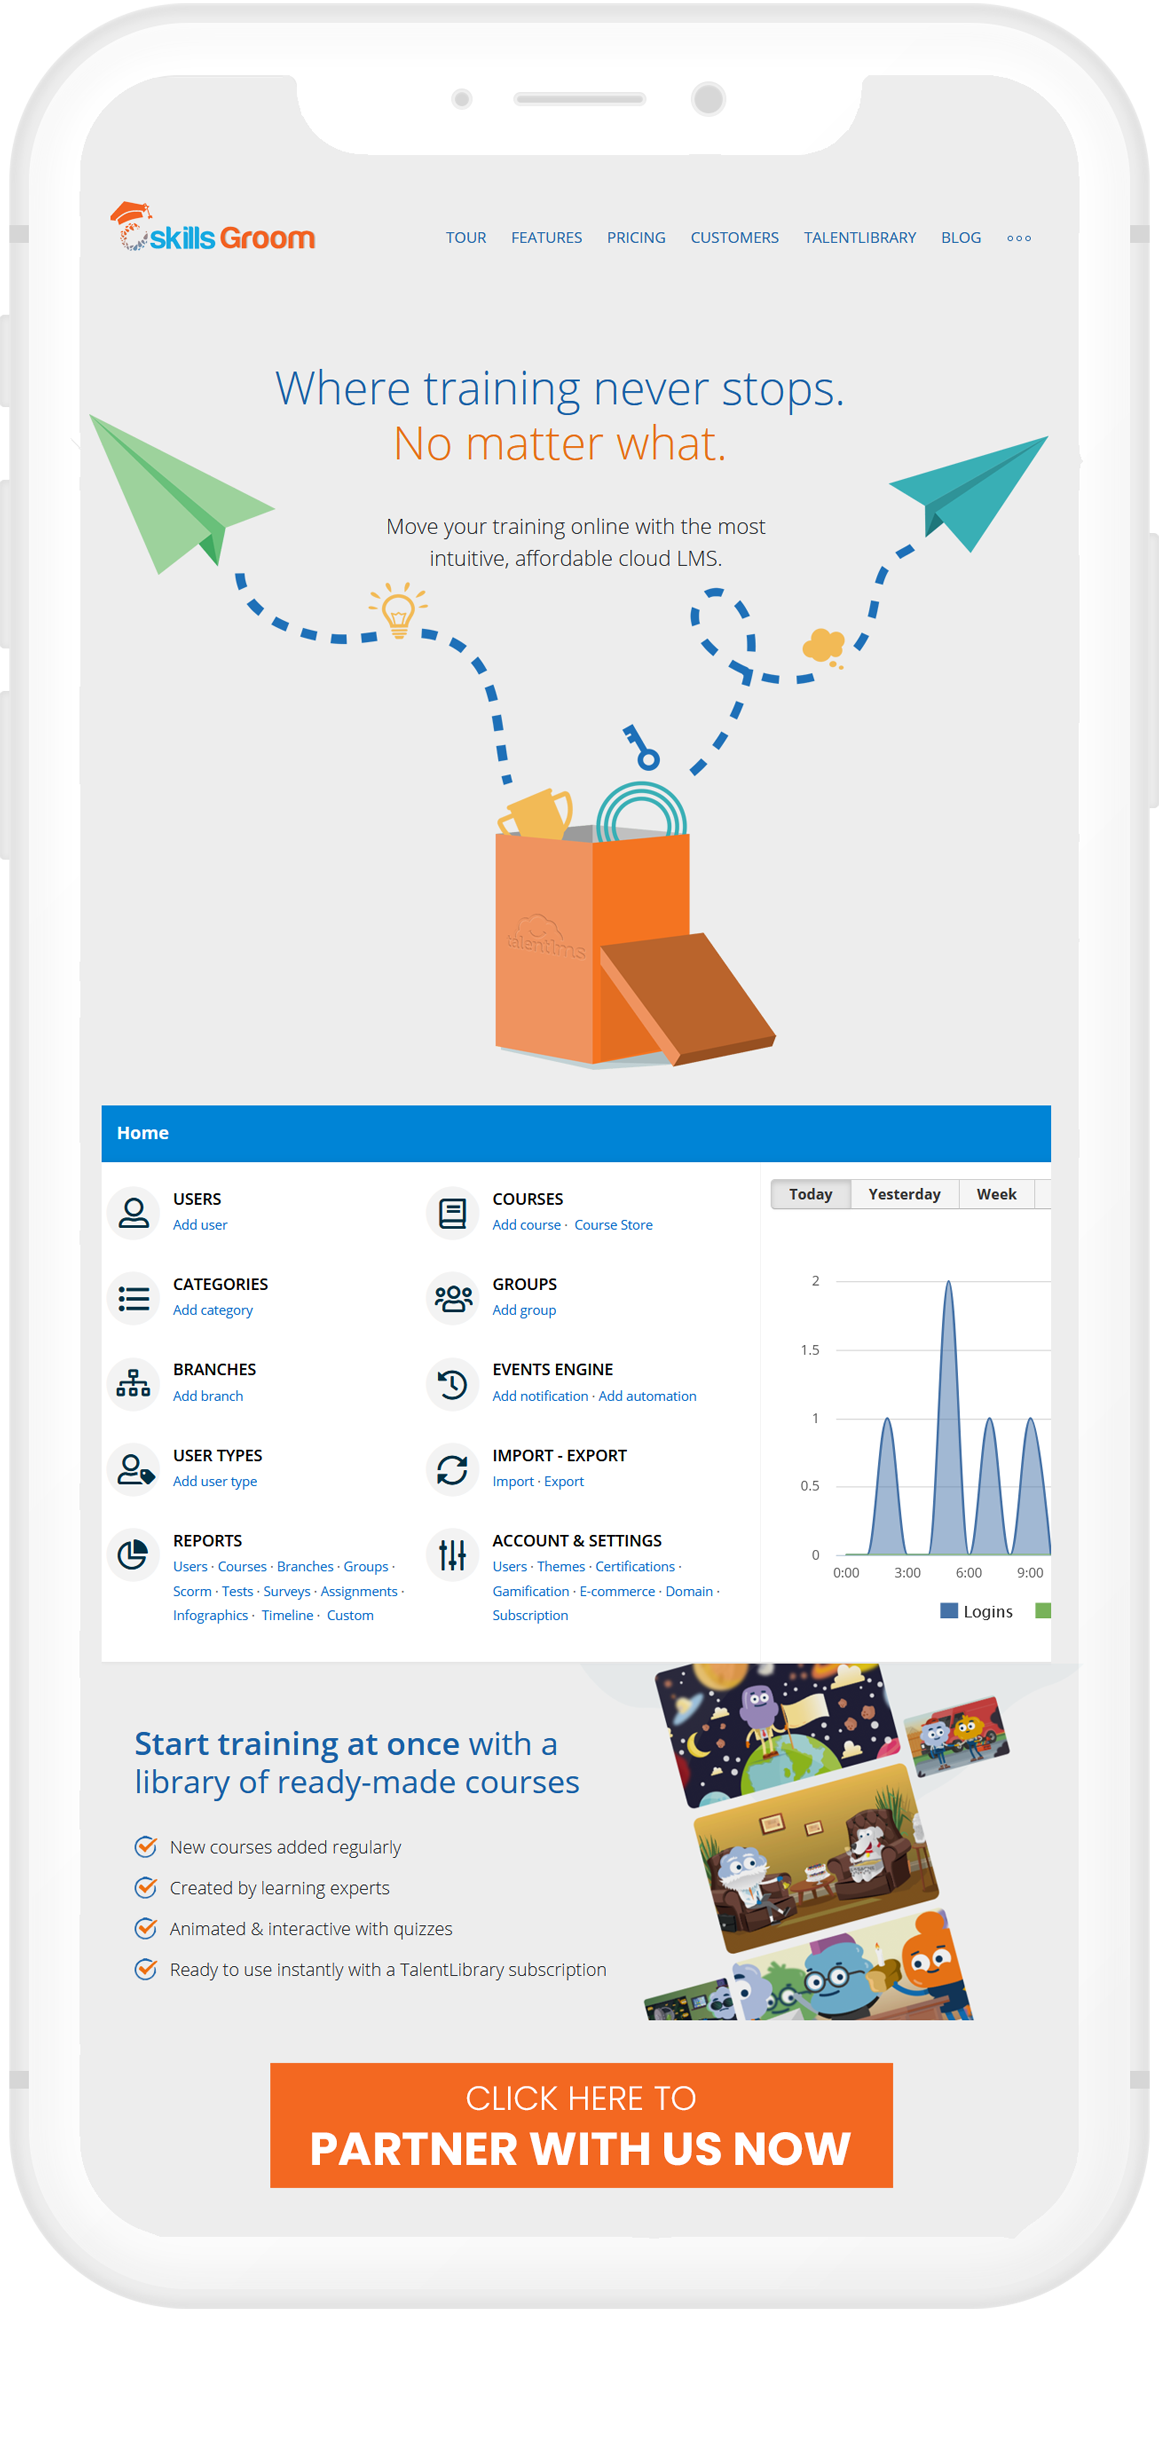 skills Groom
TOUR FEATURES PRICING CUSTOMERS TALENTLIBRARY BLOG
Where training never stops.
No matter what.
Move your training online with the most
intuitive, affordable cloud LMS.
talentlms
Home
USERS
Add user
COURSES
Add course · Course Store
CATEGORIES
Add category
GROUPS
Add group
BRANCHES
Add branch
EVENTS ENGINE
Add notification · Add automation
USER TYPES
Add user type
IMPORT - EXPORT
Import · Export
REPORTS
Users · Courses · Branches · Groups ·
Scorm · Tests · Surveys · Assignments ·
Infographics · Timeline · Custom
ACCOUNT & SETTINGS
Users · Themes · Certifications ·
Gamification · E-commerce · Domain ·
Subscription
Today Yesterday Week
2
1.5
1
0.5
0
0:00 3:00 6:00 9:00
Logins
Start training at once with a
library of ready-made courses
New courses added regularly
Created by learning experts
Animated & interactive with quizzes
Ready to use instantly with a TalentLibrary subscription
CLICK HERE TO
PARTNER WITH US NOW